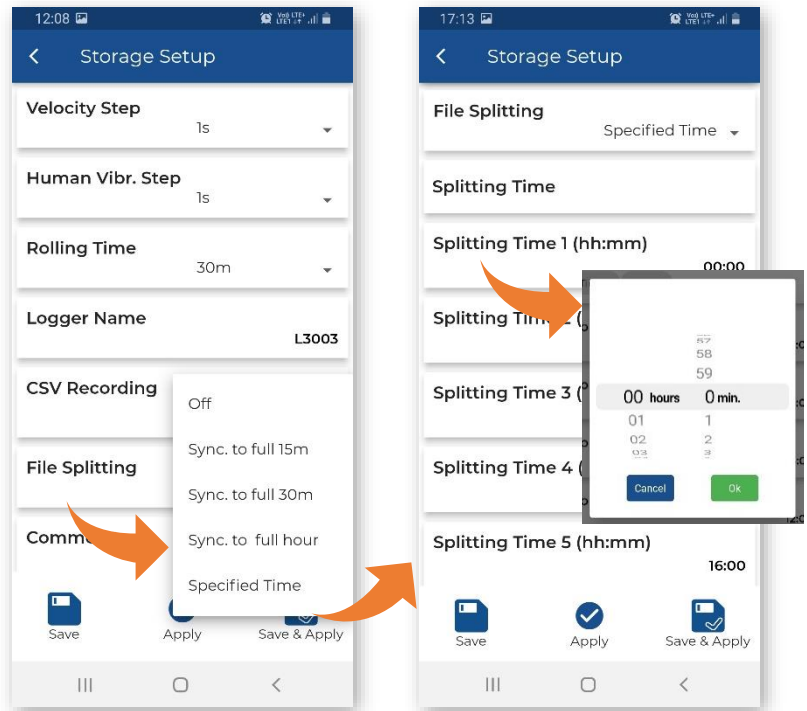 12:08
Storage Setup
Velocity Step
1s
Human Vibr. Step
1s
Rolling Time
30m
Logger Name
L3003
CSV Recording
File Splitting
Off
Sync. to full 15m
Sync. to full 30m
Sync. to full hour
Specified Time
Save
Apply
Save & Apply
17:13
Storage Setup
File Splitting
Specified Time
Splitting Time
Splitting Time 1 (hh:mm)
00:00
Splitting Time 3 (
Splitting Time 4 (
Splitting Time 5 (hh:mm)
16:00
57
58
59
00 hours 0 min.
01 1
02 2
03 3
Cancel Ok
Save
Apply
Save & Apply